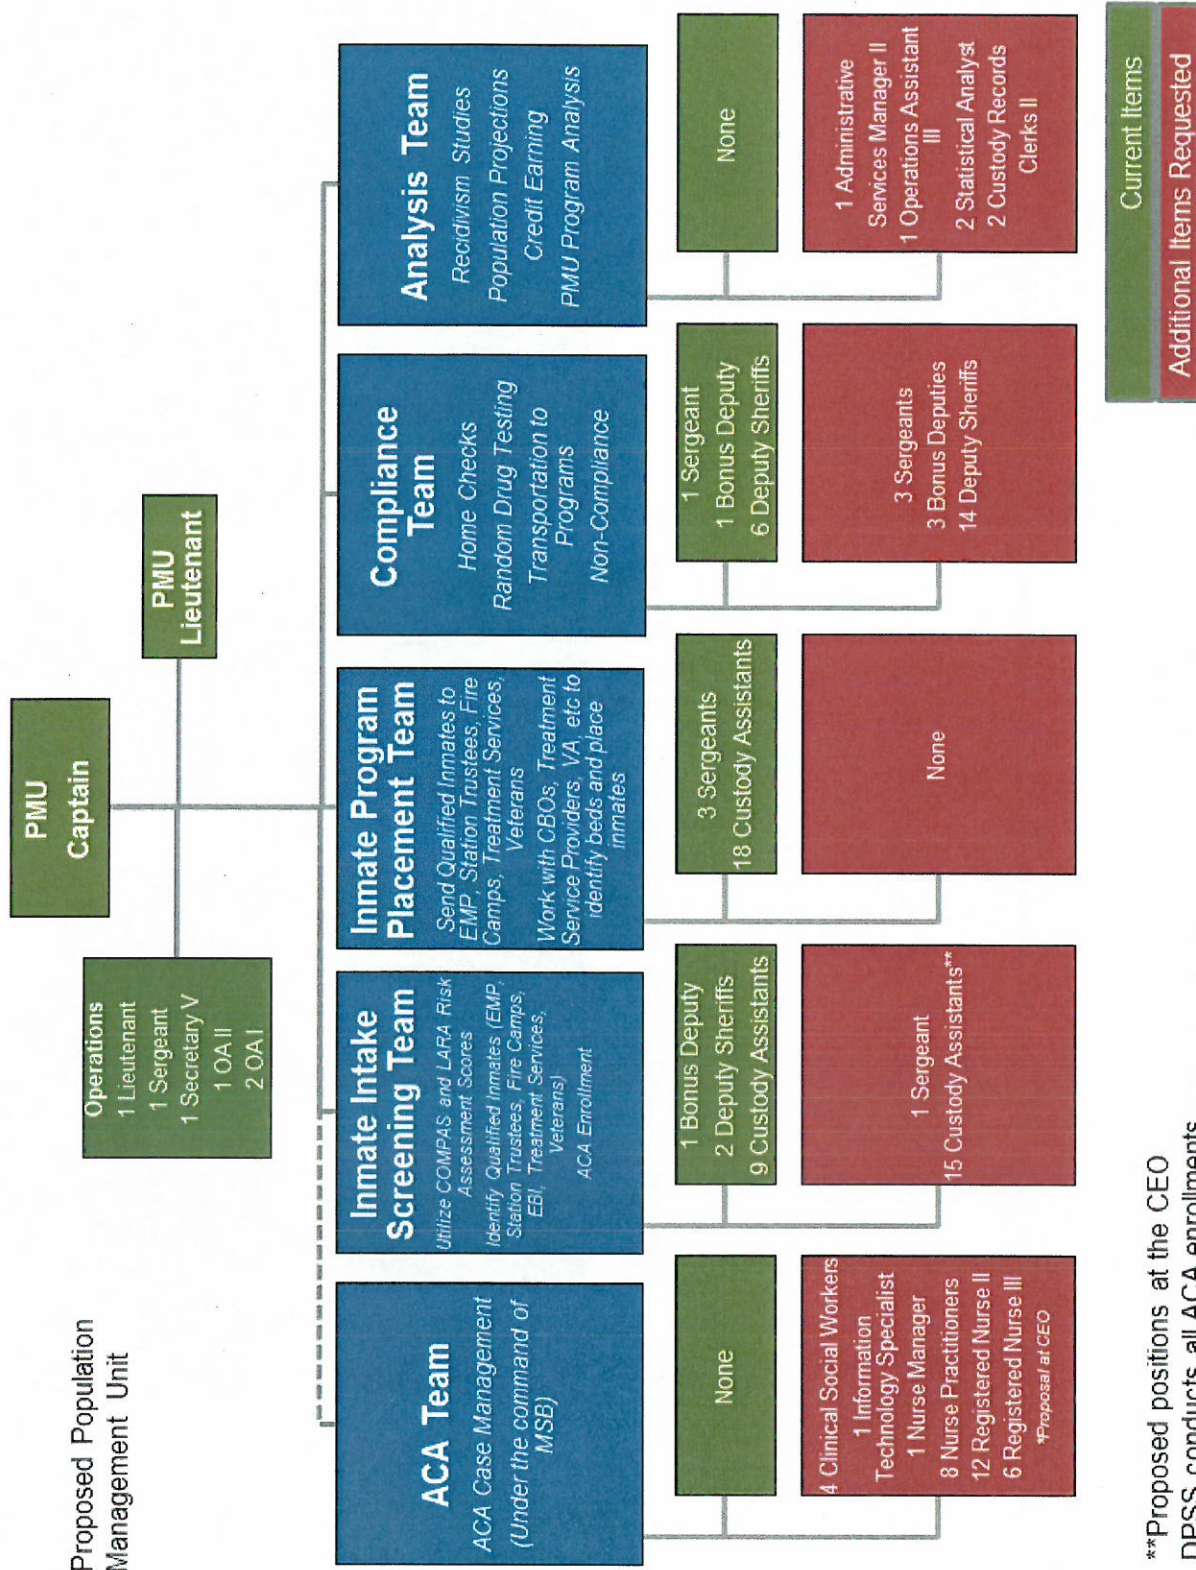 Proposed Population
Management Unit
PMU
Captain
Operations
1 Lieutenant
1 Sergeant
1 Secretary V
1 OA II
2 OA I
PMU
Lieutenant
ACA Team
ACA Case Management
(Under the command of
MSB)
None
4 Clinical Social Workers
1 Information
Technology Specialist
1 Nurse Manager
8 Nurse Practitioners
12 Registered Nurse II
6 Registered Nurse III
*Proposal at CEO
Inmate Intake
Screening Team
Utilize COMPAS and LARA Risk
Assessment Scores
Identify Qualified Inmates (EMP,
Station Trustees, Fire Camps,
EBI, Treatment Services,
Veterans)
ACA Enrollment
1 Bonus Deputy
2 Deputy Sheriffs
9 Custody Assistants
1 Sergeant
15 Custody Assistants**
Inmate Program
Placement Team
Send Qualified Inmates to
EMP, Station Trustees, Fire
Camps, Treatment Services,
Veterans
Work with CBOs, Treatment
Service Providers, VA, etc to
identify beds and place
inmates
3 Sergeants
18 Custody Assistants
None
Compliance
Team
Home Checks
Random Drug Testing
Transportation to
Programs
Non-Compliance
1 Sergeant
1 Bonus Deputy
6 Deputy Sheriffs
3 Sergeants
3 Bonus Deputies
14 Deputy Sheriffs
Analysis Team
Recidivism Studies
Population Projections
Credit Earning
PMU Program Analysis
None
1 Administrative
Services Manager II
1 Operations Assistant
III
2 Statistical Analyst
2 Custody Records
Clerks II
**Proposed positions at the CEO
DPSS conducts all ACA enrollments
Current Items
Additional Items Requested